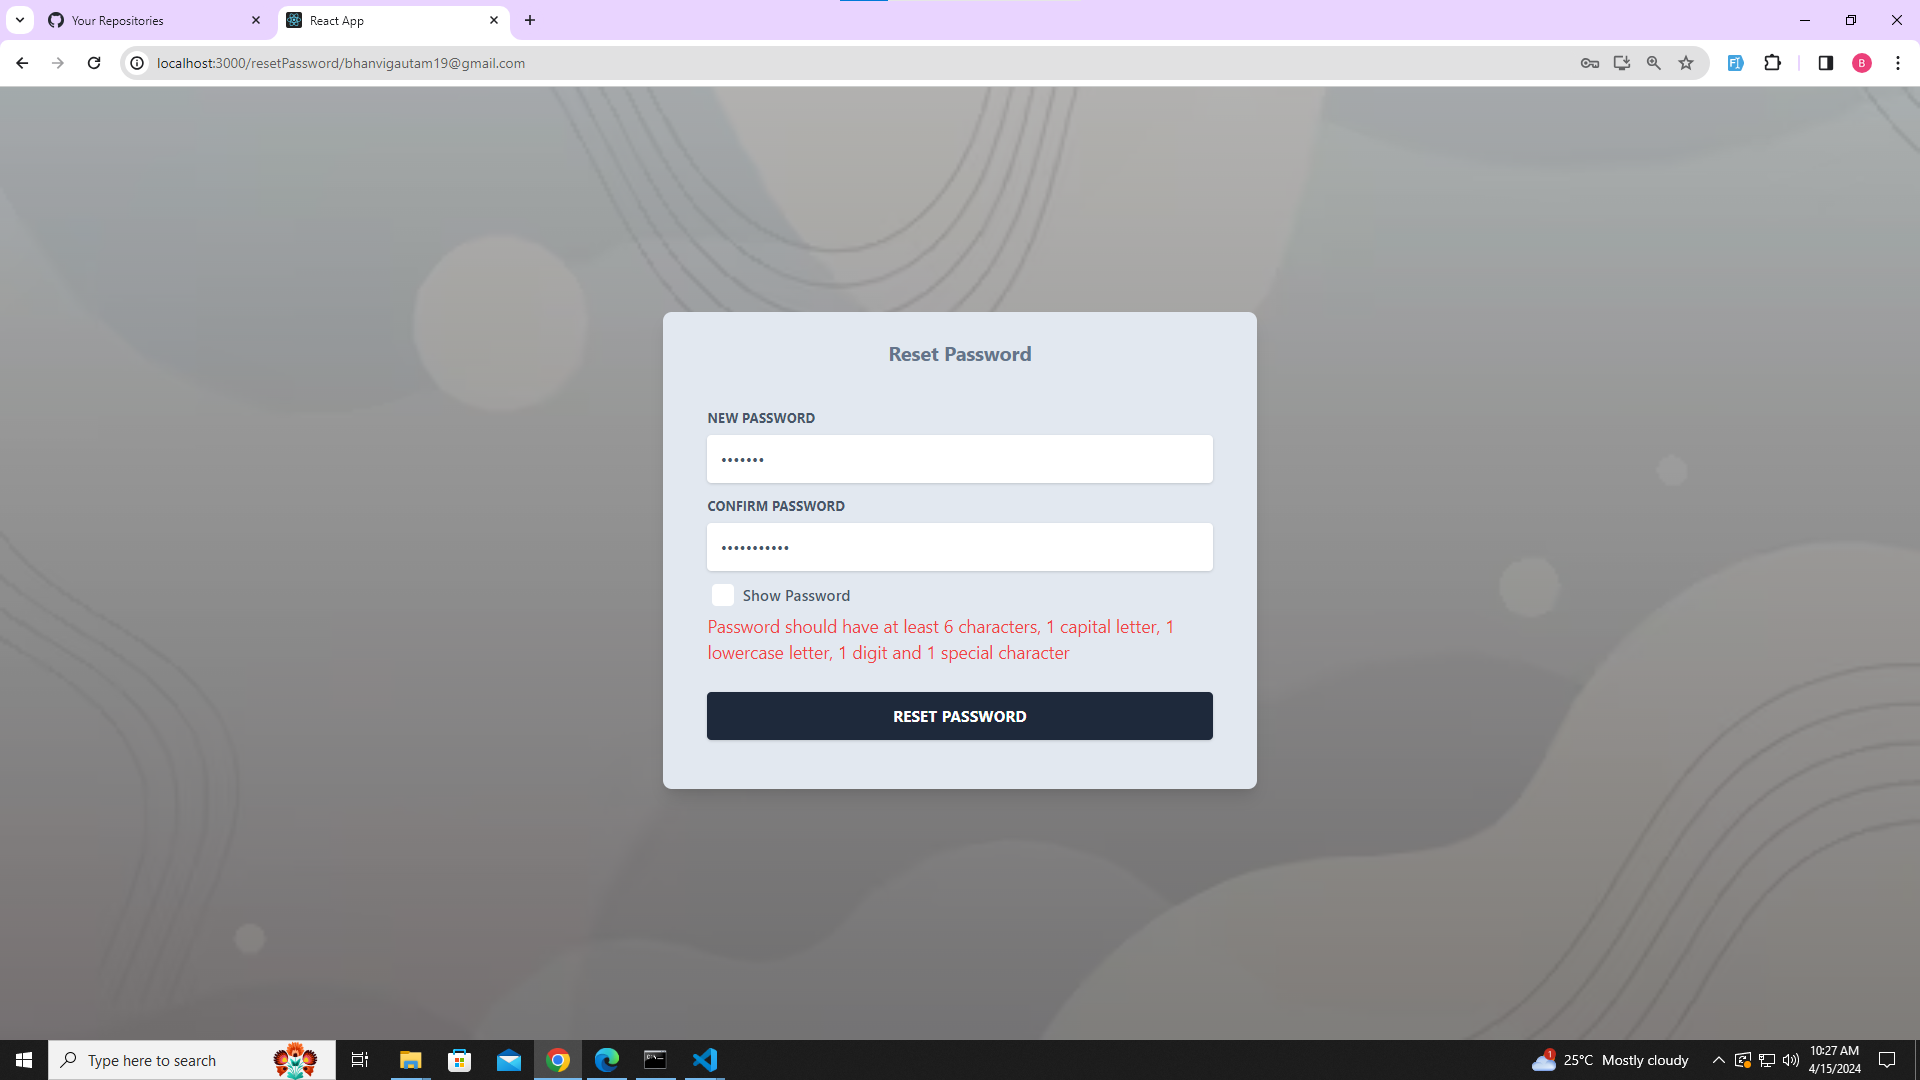 Your Repositories
React App
localhost:3000/resetPassword/bhanvigautam19@gmail.com
B
Reset Password
NEW PASSWORD
•••••••
CONFIRM PASSWORD
•••••••••••
Show Password
Password should have at least 6 characters, 1 capital letter, 1
lowercase letter, 1 digit and 1 special character
RESET PASSWORD
Type here to search
1
25°C Mostly cloudy
10:27 AM
4/15/2024